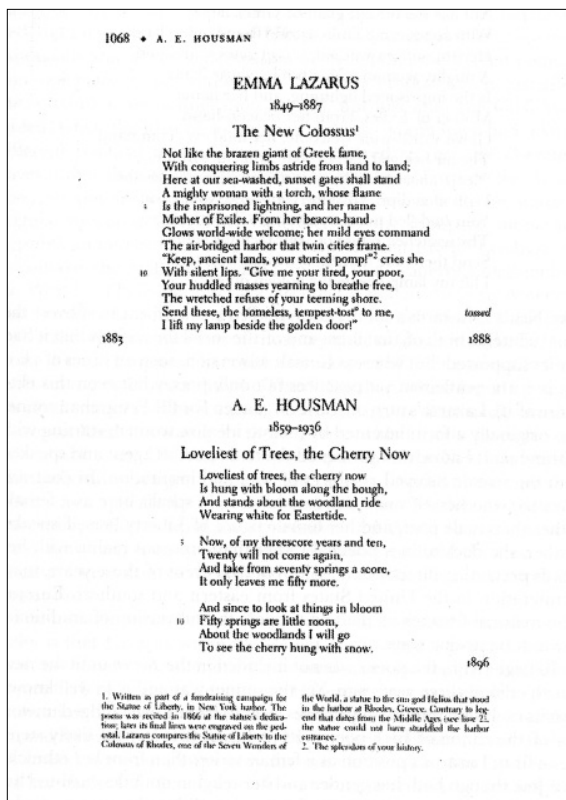 1068 ✦ A. E. HOUSMAN
EMMA LAZARUS
1849–1887
The New Colossus¹
Not like the brazen giant of Greek fame,
With conquering limbs astride from land to land;
Here at our sea-washed, sunset gates shall stand
A mighty woman with a torch, whose flame
5 Is the imprisoned lightning, and her name
Mother of Exiles. From her beacon-hand
Glows world-wide welcome; her mild eyes command
The air-bridged harbor that twin cities frame.
"Keep, ancient lands, your storied pomp!"² cries she
10 With silent lips. "Give me your tired, your poor,
Your huddled masses yearning to breathe free,
The wretched refuse of your teeming shore.
Send these, the homeless, tempest-tost° to me, tossed
I lift my lamp beside the golden door!"
1883 1888
A. E. HOUSMAN
1859–1936
Loveliest of Trees, the Cherry Now
Loveliest of trees, the cherry now
Is hung with bloom along the bough,
And stands about the woodland ride
Wearing white for Eastertide.
5 Now, of my threescore years and ten,
Twenty will not come again,
And take from seventy springs a score,
It only leaves me fifty more.
And since to look at things in bloom
10 Fifty springs are little room,
About the woodlands I will go
To see the cherry hung with snow.
1896
1. Written as part of a fundraising campaign for
the Statue of Liberty, in New York harbor. The
poem was recited in 1866 at the statue's dedica-
tion; later its final lines were engraved on the ped-
estal. Lazarus compares the Statue of Liberty to the
Colossus of Rhodes, one of the Seven Wonders of
the World, a statue to the sun god Helios that stood
in the harbor at Rhodes, Greece. Contrary to leg-
end that dates from the Middle Ages (see line 2),
the statue could not have straddled the harbor
entrance.
2. The splendors of your history.